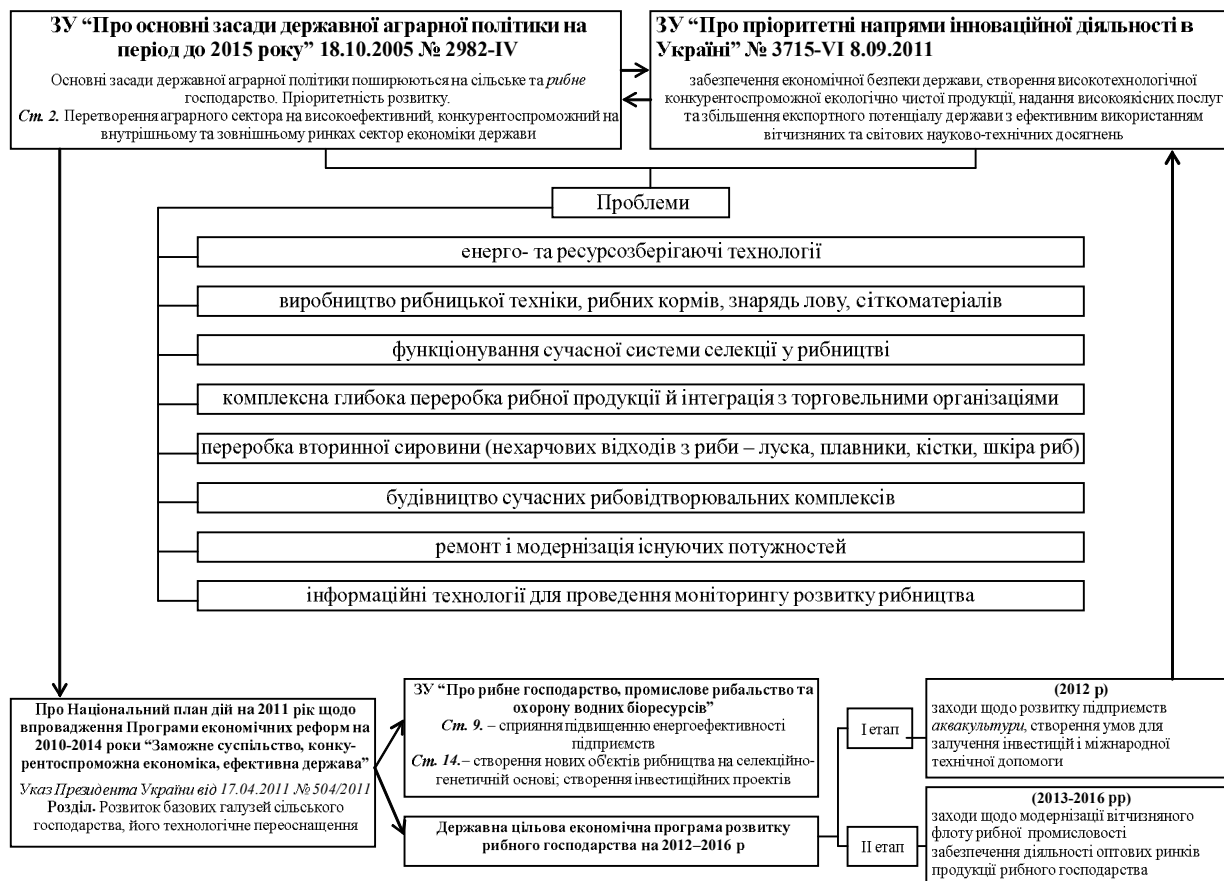 ЗУ “Про основні засади державної аграрної політики на
період до 2015 року” 18.10.2005 № 2982-IV
Основні засади державної аграрної політики поширюються на сільське та рибне
господарство. Пріоритетність розвитку.
Ст. 2. Перетворення аграрного сектора на високоефективний, конкурентоспроможний на
внутрішньому та зовнішньому ринках сектор економіки держави
ЗУ “Про пріоритетні напрями інноваційної діяльності в
Україні” № 3715-VI 8.09.2011
забезпечення економічної безпеки держави, створення високотехнологічної
конкурентоспроможної екологічно чистої продукції, надання високоякісних послуг
та збільшення експортного потенціалу держави з ефективним використанням
вітчизняних та світових науково-технічних досягнень
Проблеми
енерго- та ресурсозберігаючі технології
виробництво рибницької техніки, рибних кормів, знарядь лову, сіткоматеріалів
функціонування сучасної системи селекції у рибництві
комплексна глибока переробка рибної продукції й інтеграція з торговельними організаціями
переробка вторинної сировини (нехарчових відходів з риби – луска, плавники, кістки, шкіра риб)
будівництво сучасних рибовідтворювальних комплексів
ремонт і модернізація існуючих потужностей
інформаційні технології для проведення моніторингу розвитку рибництва
Про Національний план дій на 2011 рік щодо
впровадження Програми економічних реформ на
2010-2014 роки “Заможне суспільство, конку-
рентоспроможна економіка, ефективна держава”
Указ Президента України від 17.04.2011 № 504/2011
Розділ. Розвиток базових галузей сільського
господарства, його технологічне переоснащення
ЗУ “Про рибне господарство, промислове рибальство та
охорону водних біоресурсів”
Ст. 9. – сприяння підвищенню енергоефективності
підприємств
Ст. 14.– створення нових об'єктів рибництва на селекційно-
генетичній основі; створення інвестиційних проектів
Державна цільова економічна програма розвитку
рибного господарства на 2012–2016 р
I етап
II етап
(2012 р)
заходи щодо розвитку підприємств
аквакультури, створення умов для
залучення інвестицій і міжнародної
технічної допомоги
(2013-2016 рр)
заходи щодо модернізації вітчизняного
флоту рибної промисловості
забезпечення діяльності оптових ринків
продукції рибного господарства